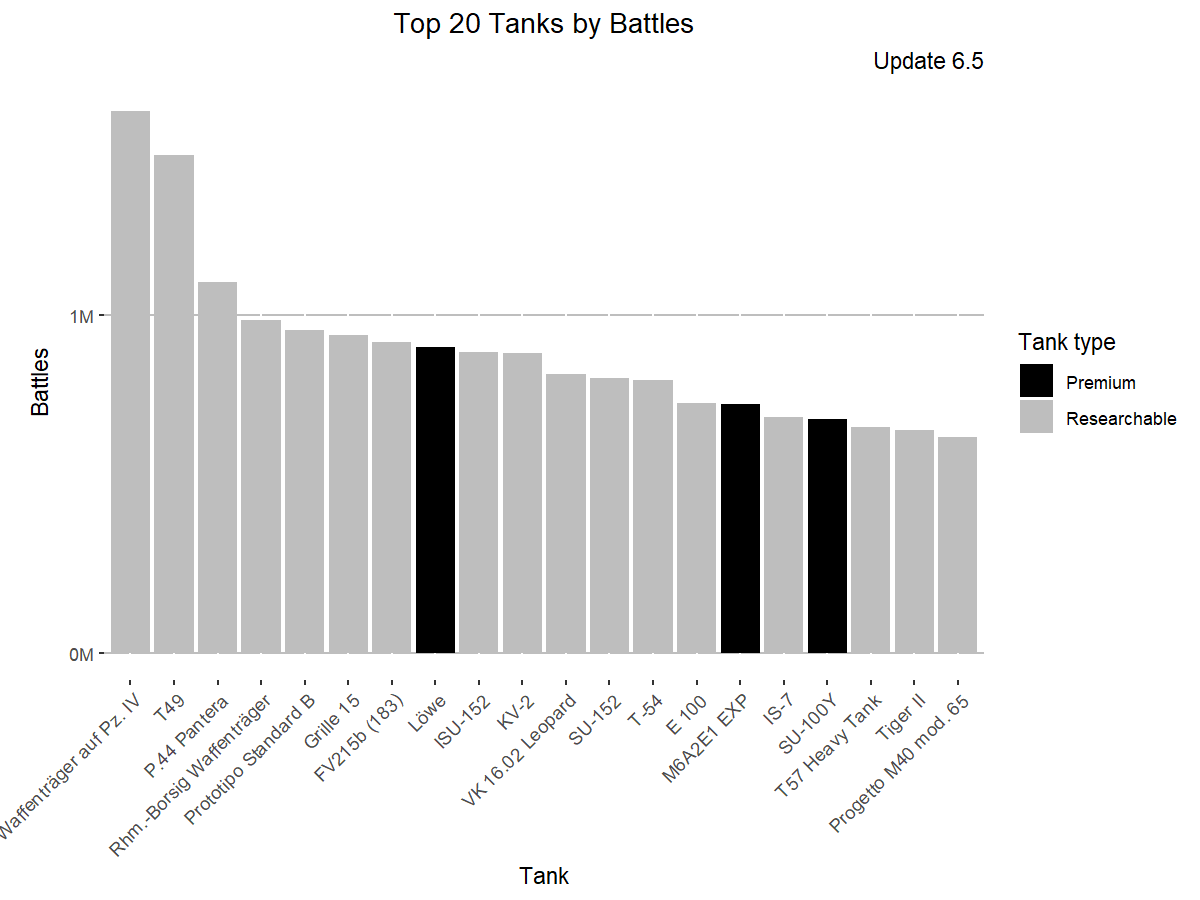 Top 20 Tanks by Battles
Update 6.5
1M
0M
Battles
Waffenträger auf Pz. IV
T49
P.44 Pantera
Rhm.-Borsig Waffenträger
Prototipo Standard B
Grille 15
FV215b (183)
Löwe
ISU-152
KV-2
VK16.02 Leopard
SU-152
T-54
E 100
M6A2E1 EXP
IS-7
SU-100Y
T57 Heavy Tank
Tiger II
Progetto M40 mod. 65
Tank
Tank type
Premium
Researchable